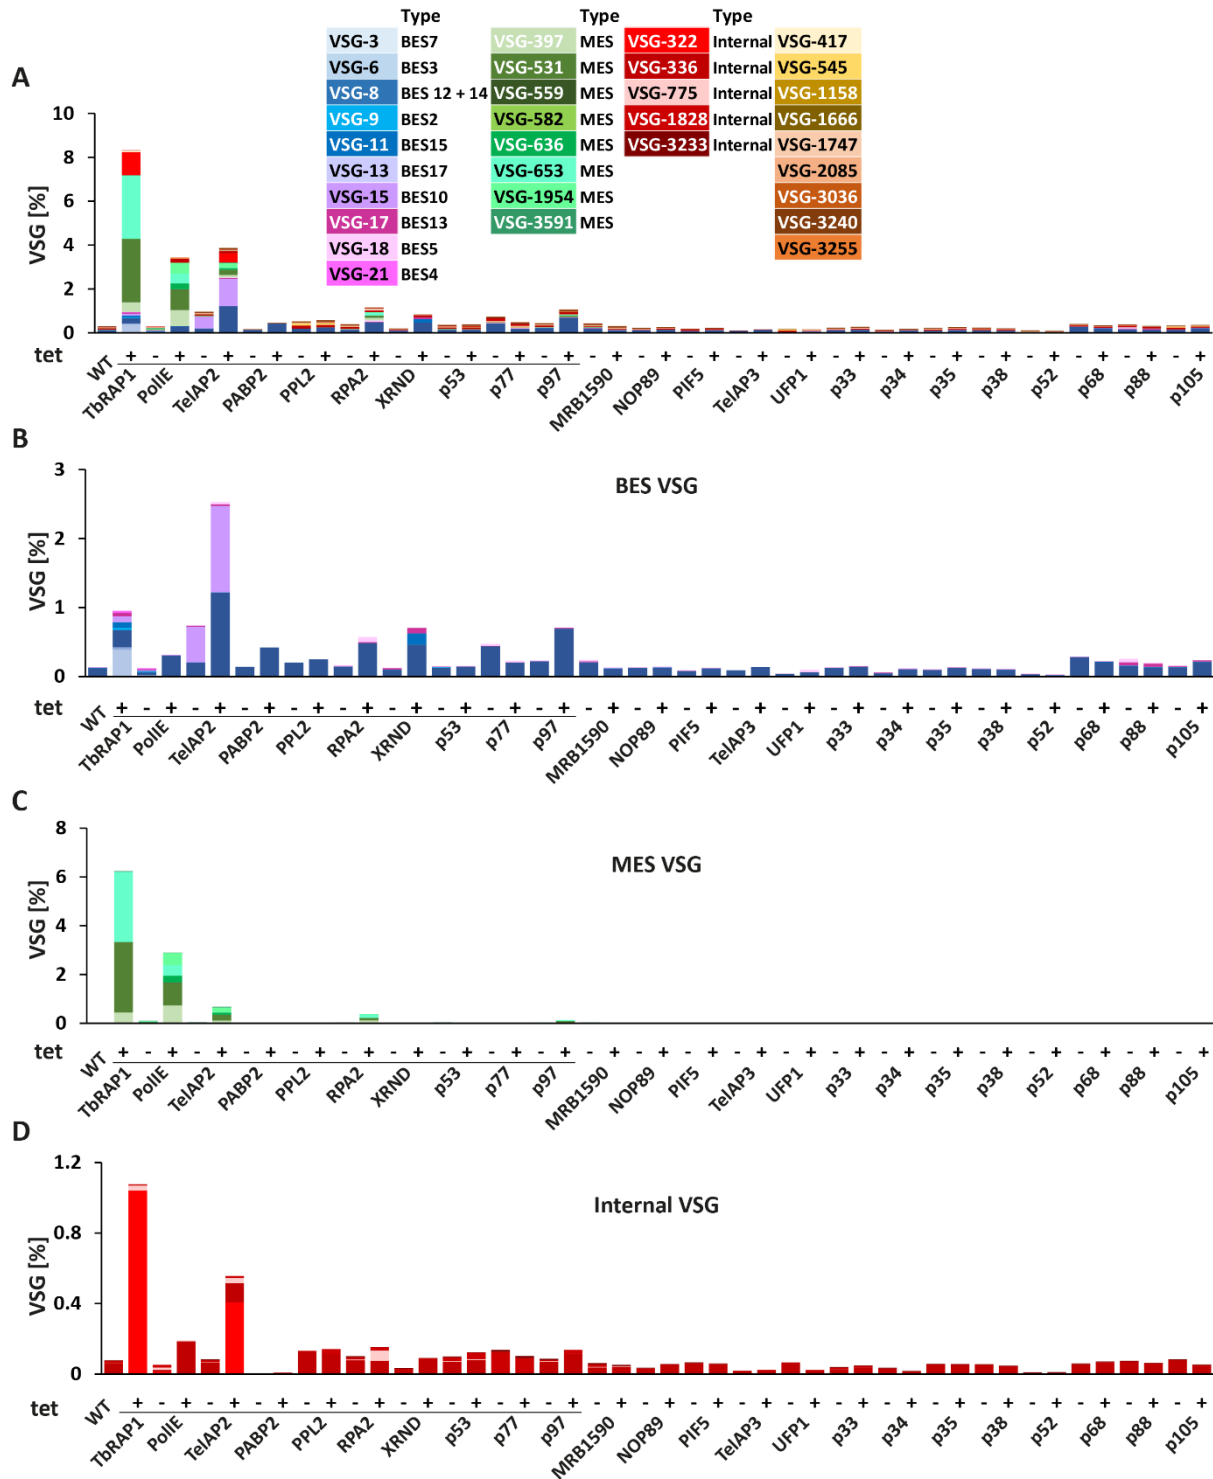 Type Type Type
VSG-3 BES7 VSG-397 MES VSG-322 Internal VSG-417
VSG-6 BES3 VSG-531 MES VSG-336 Internal VSG-545
A
VSG-8 BES 12 + 14 VSG-559 MES VSG-775 Internal VSG-1158
VSG-9 BES2 VSG-582 MES VSG-1828 Internal VSG-1666
VSG-11 BES15 VSG-636 MES VSG-3233 Internal VSG-1747
VSG-13 BES17 VSG-653 MES VSG-2085
VSG-15 BES10 VSG-1954 MES VSG-3036
VSG-17 BES13 VSG-3591 MES VSG-3240
VSG-18 BES5 VSG-3255
VSG-21 BES4
VSG [%]
10
8
6
4
2
0
tet + - + - + - + - + - + - + - + - + - + - + - + - + - + - + - + - + - + - + - + - + - + - +
WT TbRAP1 PolIE TelAP2 PABP2 PPL2 RPA2 XRND p53 p77 p97 MRB1590 NOP89 PIF5 TelAP3 UFP1 p33 p34 p35 p38 p52 p68 p88 p105
B
BES VSG
VSG [%]
3
2
1
0
tet + - + - + - + - + - + - + - + - + - + - + - + - + - + - + - + - + - + - + - + - + - + - +
WT TbRAP1 PolIE TelAP2 PABP2 PPL2 RPA2 XRND p53 p77 p97 MRB1590 NOP89 PIF5 TelAP3 UFP1 p33 p34 p35 p38 p52 p68 p88 p105
C
MES VSG
VSG [%]
8
6
4
2
0
tet + - + - + - + - + - + - + - + - + - + - + - + - + - + - + - + - + - + - + - + - + - + - +
WT TbRAP1 PolIE TelAP2 PABP2 PPL2 RPA2 XRND p53 p77 p97 MRB1590 NOP89 PIF5 TelAP3 UFP1 p33 p34 p35 p38 p52 p68 p88 p105
D
Internal VSG
VSG [%]
1.2
0.8
0.4
0
tet + - + - + - + - + - + - + - + - + - + - + - + - + - + - + - + - + - + - + - + - + - + - +
WT TbRAP1 PolIE TelAP2 PABP2 PPL2 RPA2 XRND p53 p77 p97 MRB1590 NOP89 PIF5 TelAP3 UFP1 p33 p34 p35 p38 p52 p68 p88 p105